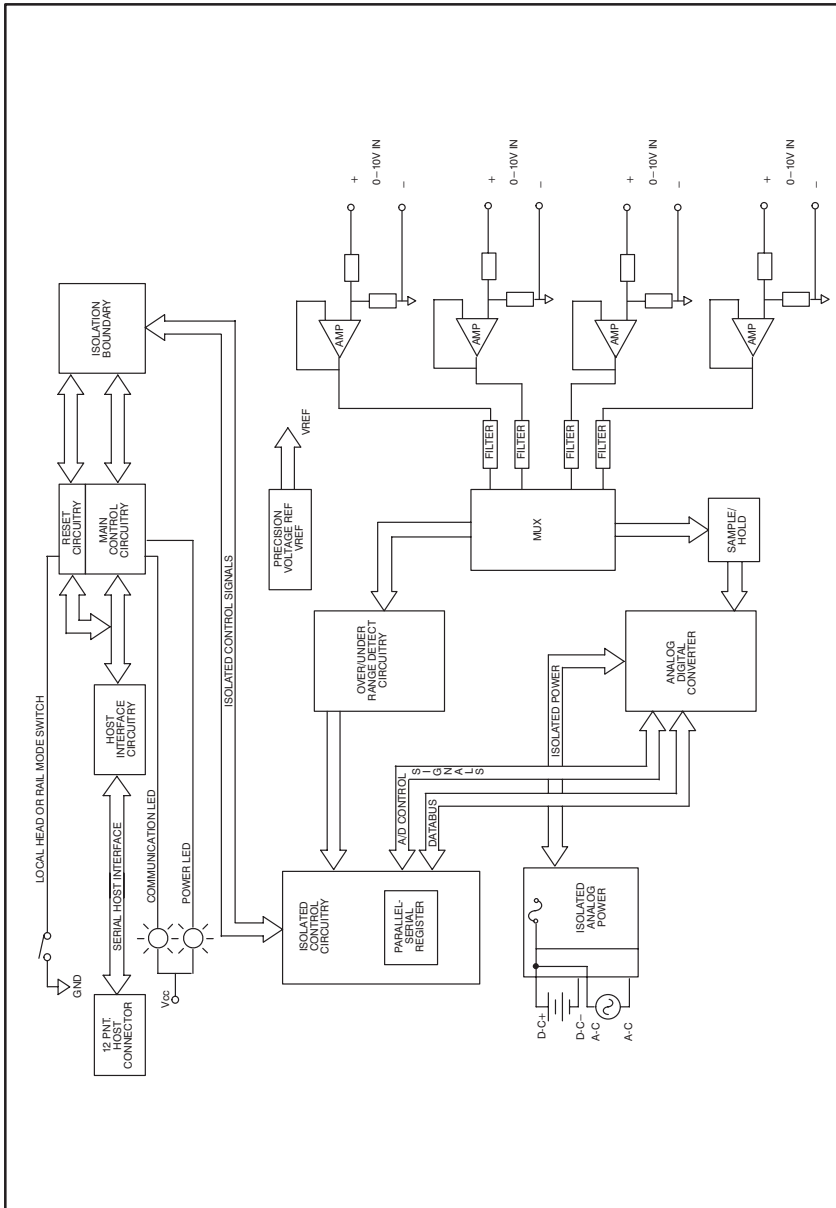 LOCAL HEAD OR RAIL MODE SWITCH
GND
12 PNT.
HOST
CONNECTOR
SERIAL HOST INTERFACE
HOST
INTERFACE
CIRCUITRY
RESET
CIRCUITRY
MAIN
CONTROL
CIRCUITRY
ISOLATION
BOUNDARY
COMMUNICATION LED
POWER LED
Vcc
ISOLATED CONTROL SIGNALS
ISOLATED
CONTROL
CIRCUITRY
PARALLEL-
SERIAL
REGISTER
OVER/UNDER
RANGE DETECT
CIRCUITRY
PRECISION
VOLTAGE REF
VREF
VREF
A/D CONTROL
SIGNALS
DATABUS
ISOLATED POWER
MUX
FILTER
FILTER
FILTER
FILTER
AMP
AMP
AMP
AMP
+
0–10V IN
–
+
0–10V IN
–
+
0–10V IN
–
+
0–10V IN
–
D-C+
D-C–
A-C
A-C
ISOLATED
ANALOG
POWER
ANALOG
DIGITAL
CONVERTER
SAMPLE/
HOLD